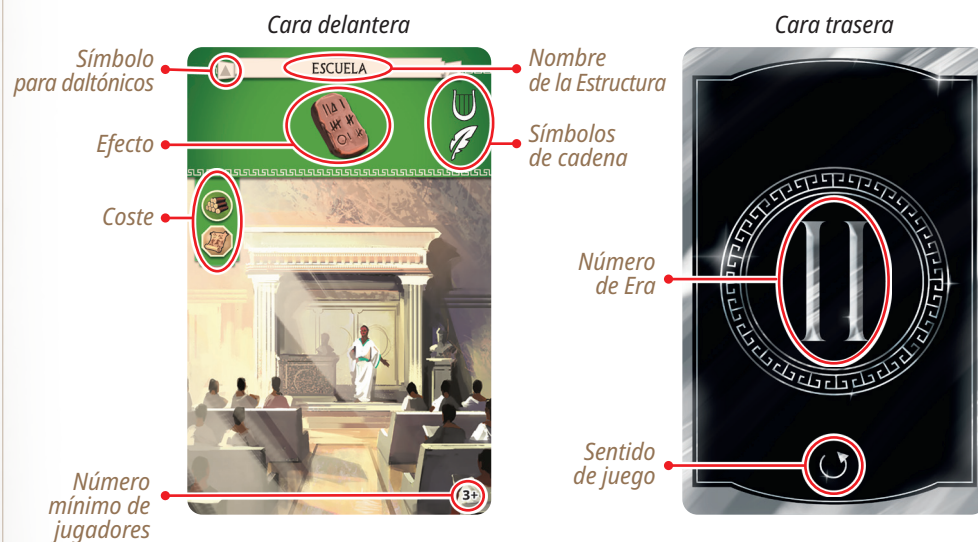 Cara delantera
Cara trasera
Símbolo
para daltónicos
ESCUELA
Nombre
de la Estructura
Efecto
Símbolos
de cadena
Coste
Número
de Era
II
Sentido
de juego
Número
mínimo de
jugadores
3+